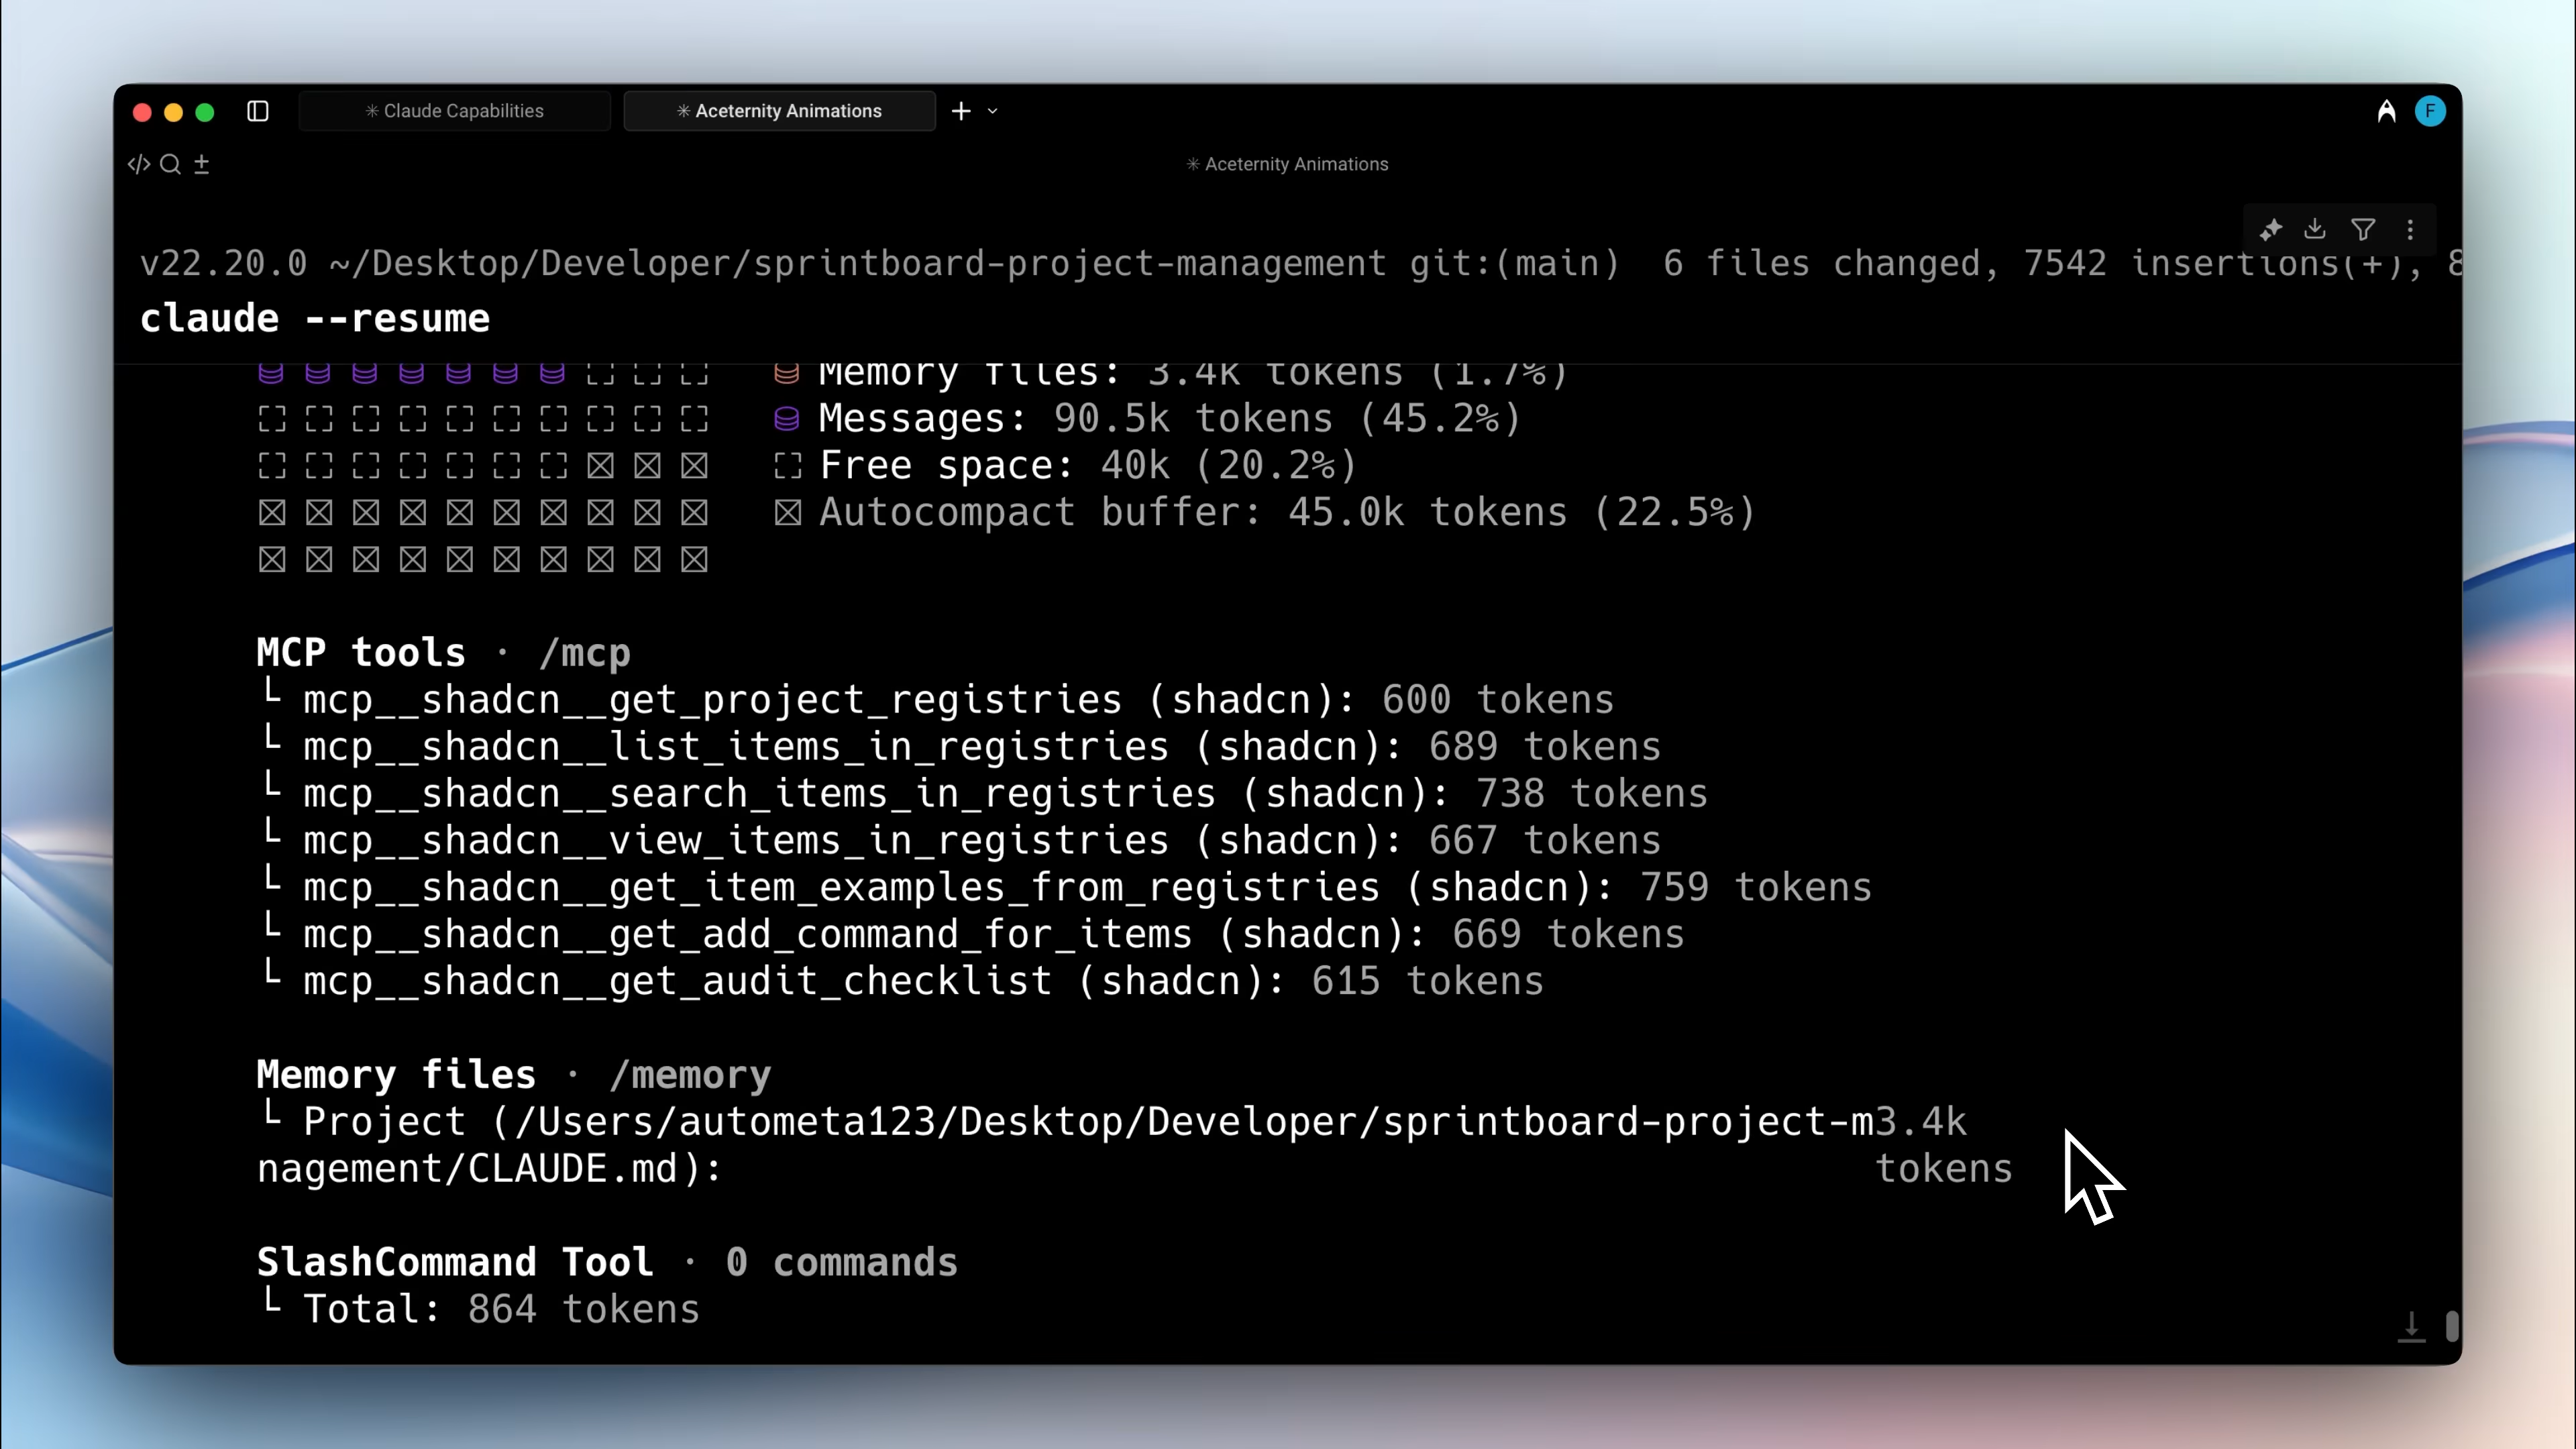 Claude Capabilities
Aceternity Animations
F
Aceternity Animations
v22.20.0 ~/Desktop/Developer/sprintboard-project-management git:(main) 6 files changed, 7542 insertions(+), 8
claude --resume
Memory files: 3.4k tokens (1.7%)
Messages: 90.5k tokens (45.2%)
Free space: 40k (20.2%)
Autocompact buffer: 45.0k tokens (22.5%)
MCP tools · /mcp
└ mcp__shadcn__get_project_registries (shadcn): 600 tokens
└ mcp__shadcn__list_items_in_registries (shadcn): 689 tokens
└ mcp__shadcn__search_items_in_registries (shadcn): 738 tokens
└ mcp__shadcn__view_items_in_registries (shadcn): 667 tokens
└ mcp__shadcn__get_item_examples_from_registries (shadcn): 759 tokens
└ mcp__shadcn__get_add_command_for_items (shadcn): 669 tokens
└ mcp__shadcn__get_audit_checklist (shadcn): 615 tokens
Memory files · /memory
└ Project (/Users/autometa123/Desktop/Developer/sprintboard-project-m3.4k
nagement/CLAUDE.md): tokens
SlashCommand Tool · 0 commands
└ Total: 864 tokens